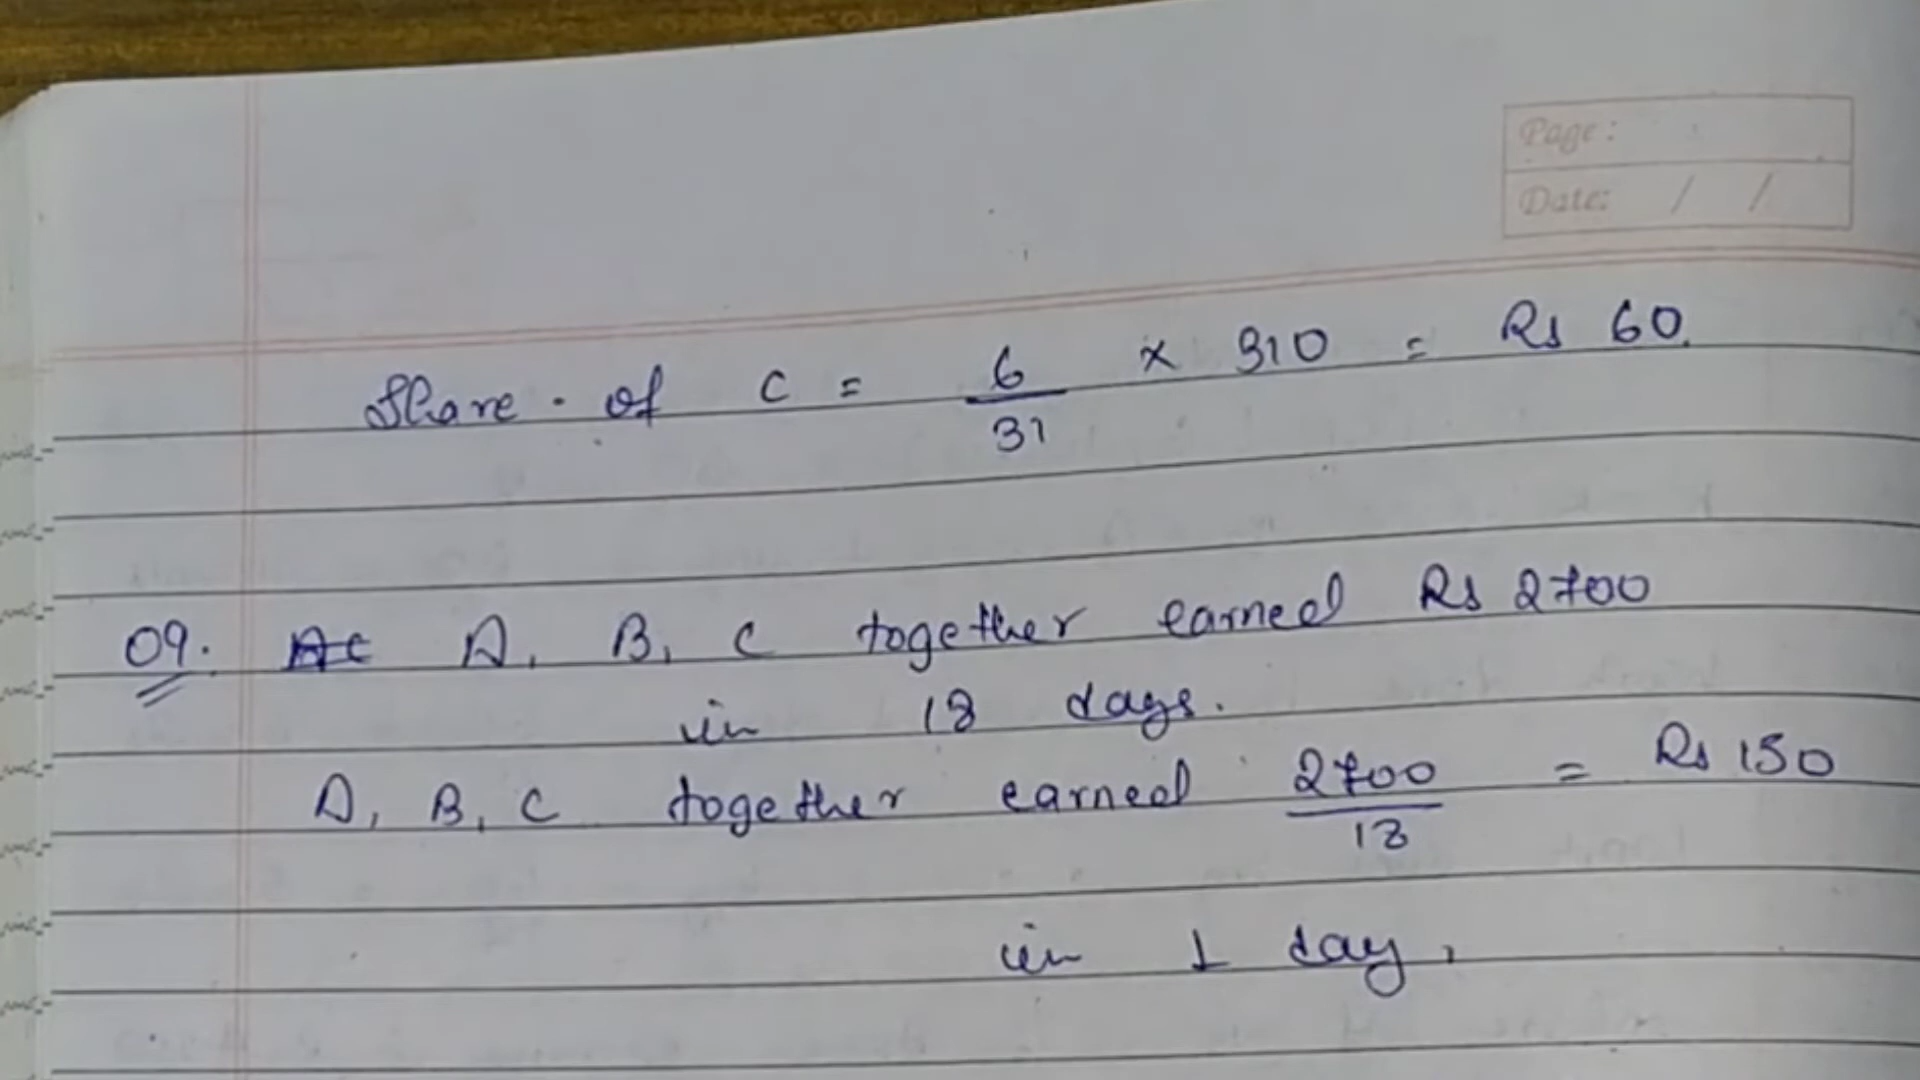 Page :
Date: / /
Share of C = 6/31 × 310 = Rs 60.
09. A, B, C together earned Rs 2700
in 18 days.
A, B, C together earned 2700/18 = Rs 150
in 1 day,